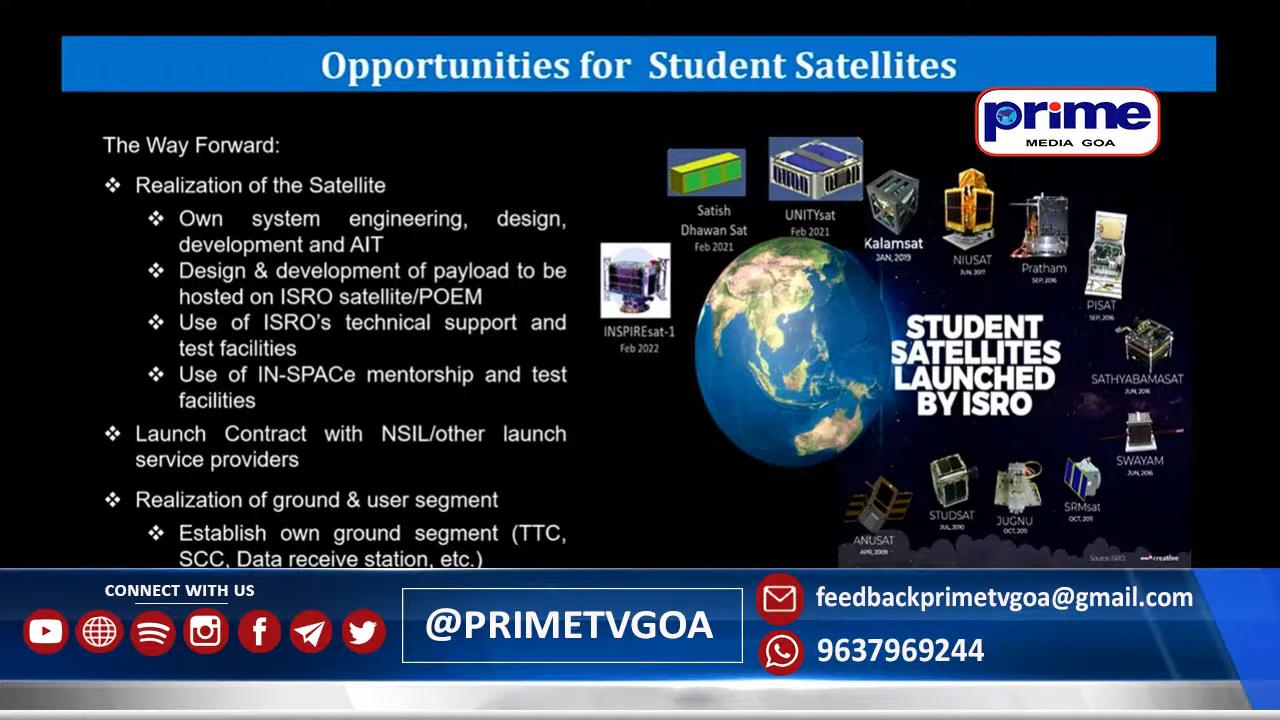 Opportunities for Student Satellites
prime
MEDIA GOA
The Way Forward:
❖ Realization of the Satellite
❖ Own system engineering, design,
development and AIT
❖ Design & development of payload to be
hosted on ISRO satellite/POEM
❖ Use of ISRO's technical support and
test facilities
❖ Use of IN-SPACe mentorship and test
facilities
❖ Launch Contract with NSIL/other launch
service providers
❖ Realization of ground & user segment
❖ Establish own ground segment (TTC,
SCC, Data receive station, etc.)
INSPIREsat-1
Feb 2022
Satish
Dhawan Sat
Feb 2021
UNITYsat
Feb 2021
Kalamsat
JAN, 2019
NIUSAT
JUN, 2017
Pratham
SEP, 2016
PISAT
SEP, 2016
SATHYABAMASAT
JUN, 2016
SWAYAM
JUN, 2016
SRMsat
OCT, 2011
JUGNU
OCT, 2011
STUDSAT
JUL, 2010
ANUSAT
APR, 2009
STUDENT
SATELLITES
LAUNCHED
BY ISRO
Source: ISRO
creative
CONNECT WITH US
@PRIMETVGOA
feedbackprimetvgoa@gmail.com
9637969244